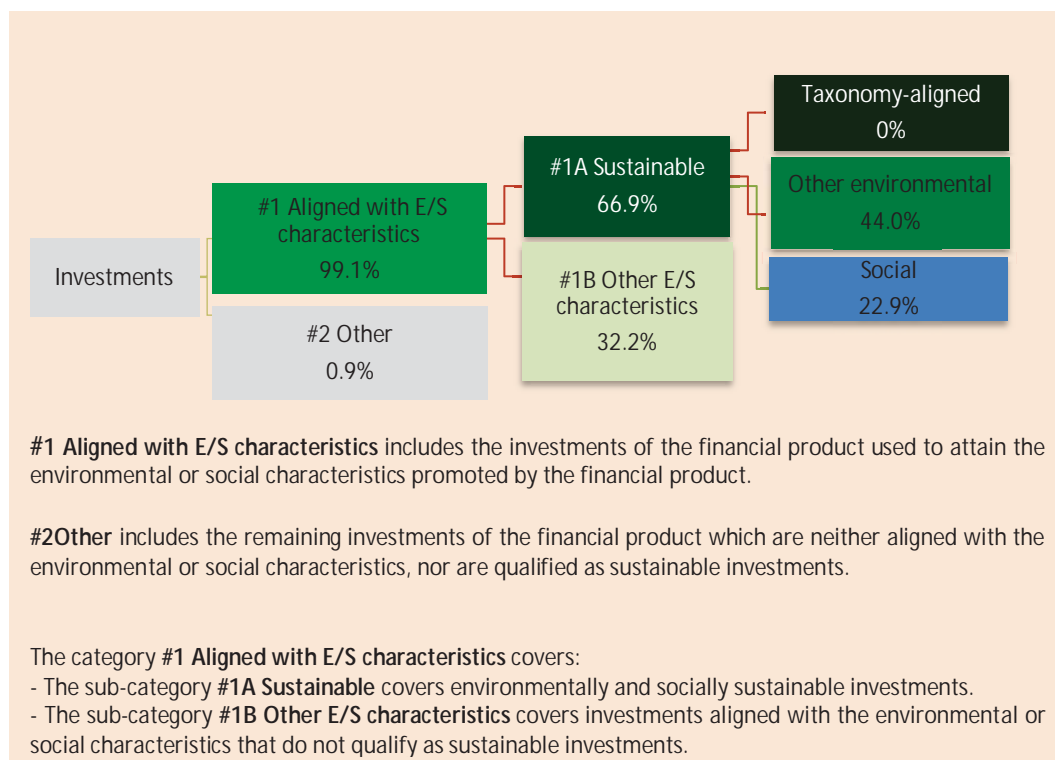 Taxonomy-aligned
0%
#1A Sustainable
66.9%
Other environmental
44.0%
#1 Aligned with E/S
characteristics
99.1%
Investments
#1B Other E/S
characteristics
32.2%
Social
22.9%
#2 Other
0.9%
#1 Aligned with E/S characteristics includes the investments of the financial product used to attain the
environmental or social characteristics promoted by the financial product.
#2Other includes the remaining investments of the financial product which are neither aligned with the
environmental or social characteristics, nor are qualified as sustainable investments.
The category #1 Aligned with E/S characteristics covers:
- The sub-category #1A Sustainable covers environmentally and socially sustainable investments.
- The sub-category #1B Other E/S characteristics covers investments aligned with the environmental or
social characteristics that do not qualify as sustainable investments.